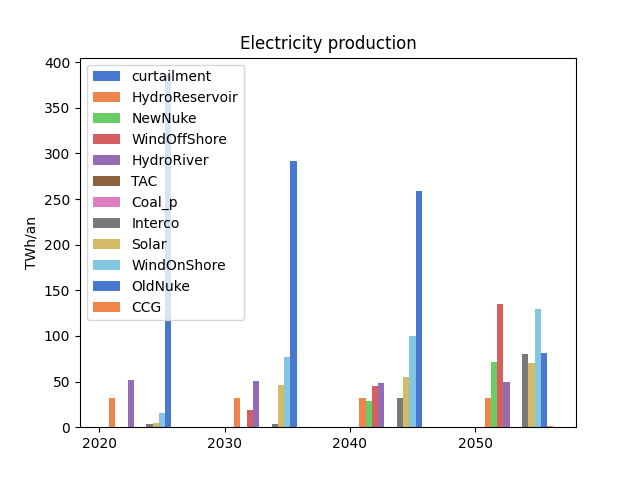 Electricity production
TWh/an
400
350
300
250
200
150
100
50
0
curtailment
HydroReservoir
NewNuke
WindOffShore
HydroRiver
TAC
Coal_p
Interco
Solar
WindOnShore
OldNuke
CCG
2020 2030 2040 2050